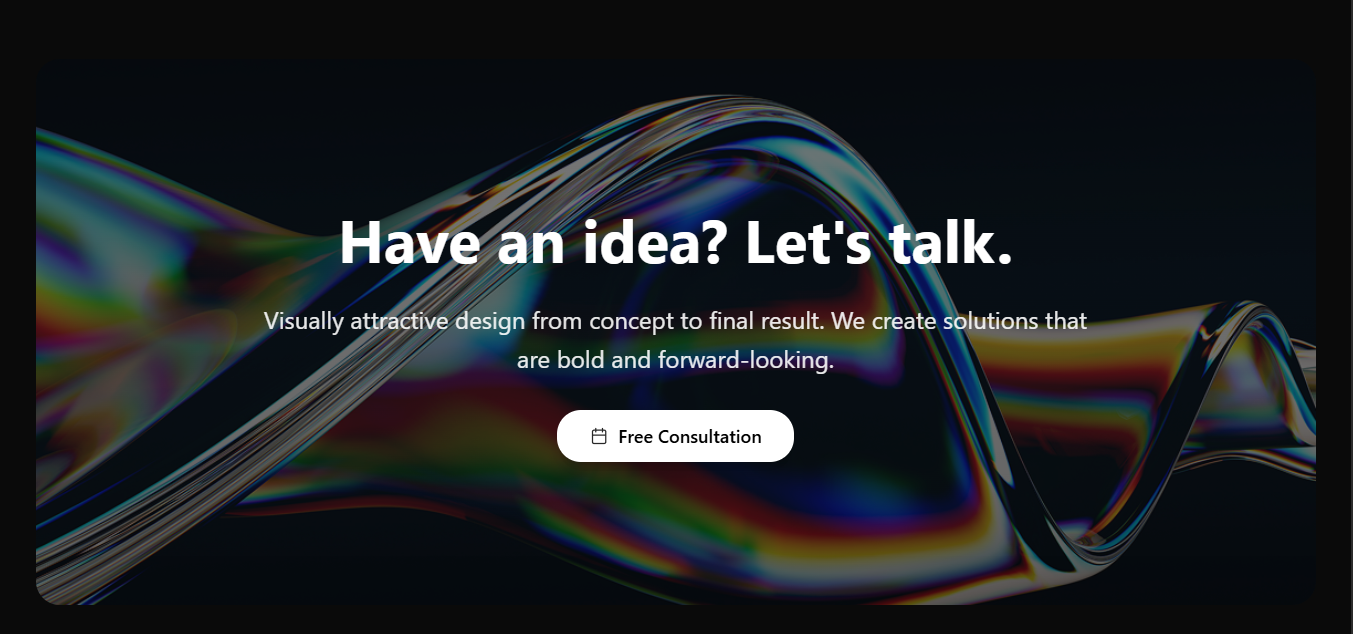 Have an idea? Let's talk.
Visually attractive design from concept to final result. We create solutions that
are bold and forward-looking.
Free Consultation